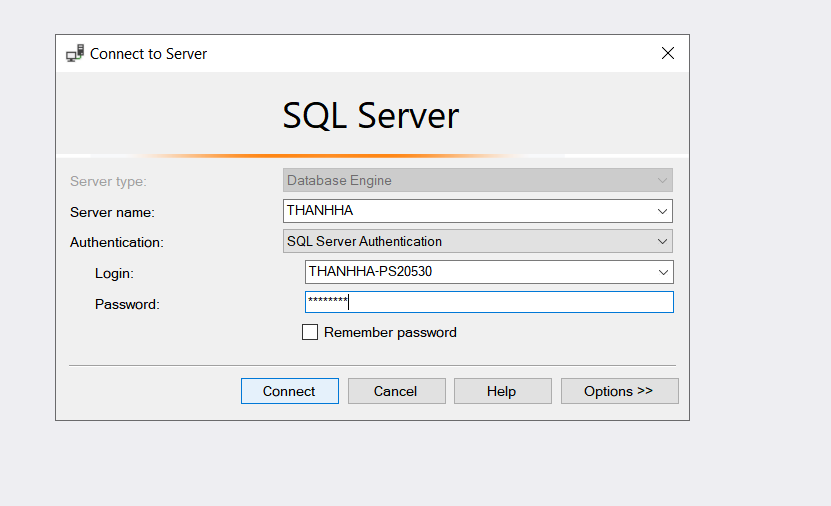 Connect to Server
SQL Server
Server type: Database Engine
Server name: THANHHA
Authentication: SQL Server Authentication
Login: THANHHA-PS20530
Password: ********
Remember password
Connect Cancel Help Options >>